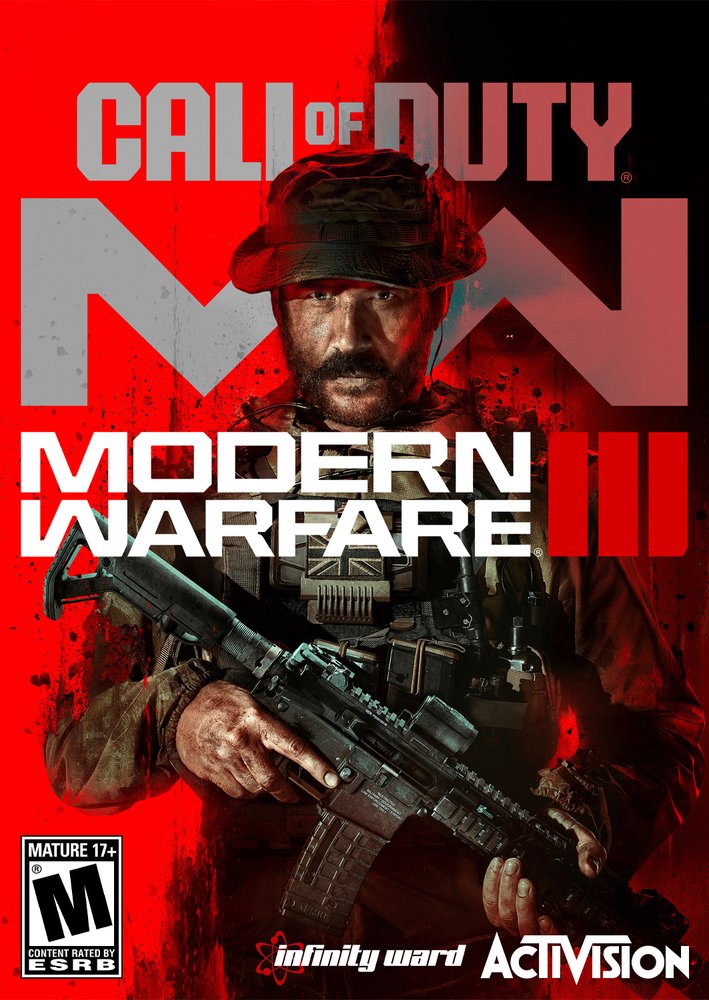 CALL OF DUTY®
MW
MODERN
WARFARE® III
MATURE 17+
M®
CONTENT RATED BY
ESRB
infinity ward
ACTIVISION